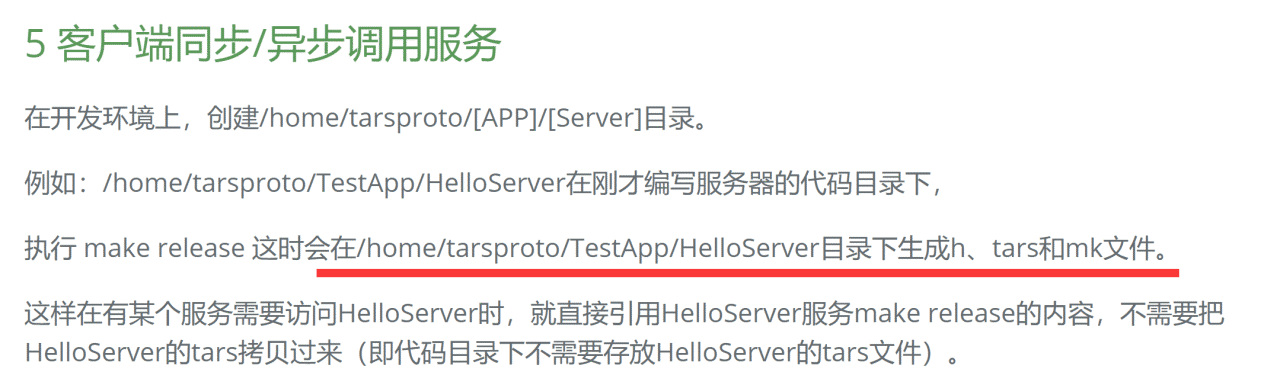 5 客户端同步/异步调用服务
在开发环境上，创建/home/tarsproto/[APP]/[Server]目录。
例如：/home/tarsproto/TestApp/HelloServer在刚才编写服务器的代码目录下，
执行 make release 这时会在/home/tarsproto/TestApp/HelloServer目录下生成h、tars和mk文件。
这样在有某个服务需要访问HelloServer时，就直接引用HelloServer服务make release的内容，不需要把
HelloServer的tars拷贝过来（即代码目录下不需要存放HelloServer的tars文件）。